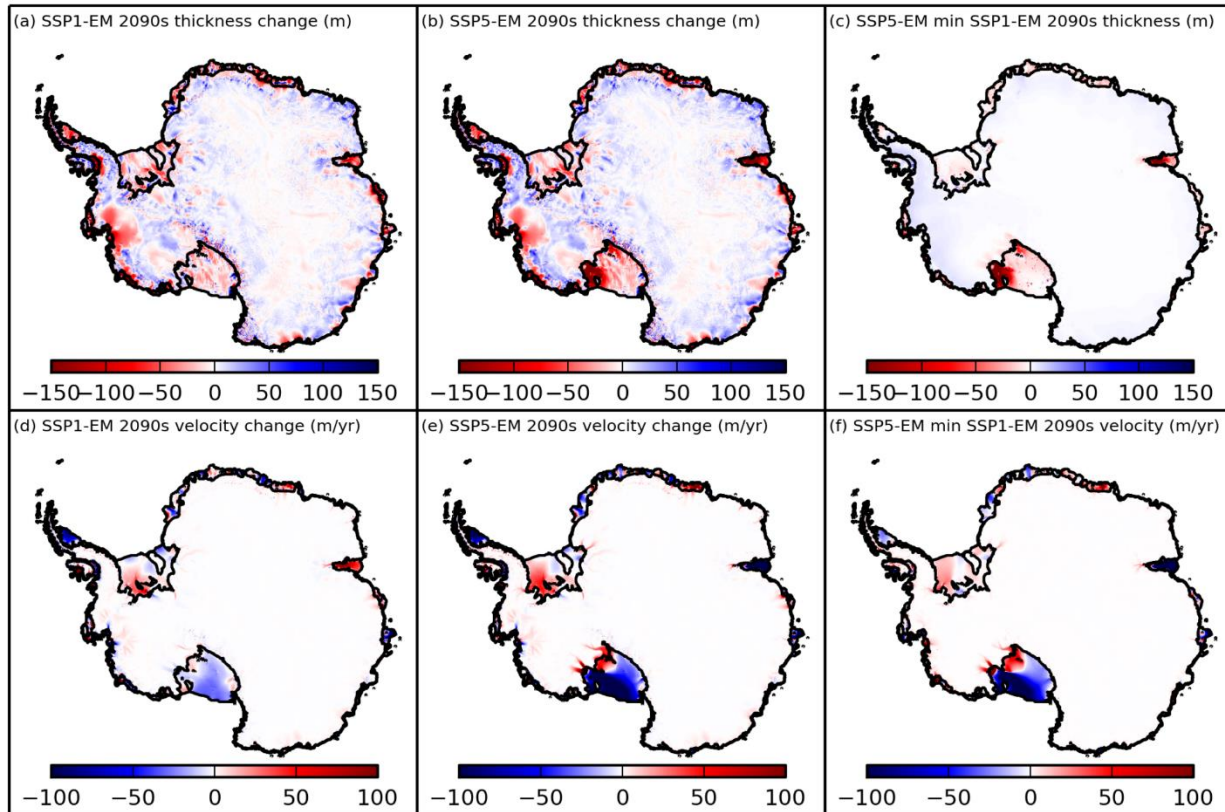 (a) SSP1-EM 2090s thickness change (m)
(b) SSP5-EM 2090s thickness change (m)
(c) SSP5-EM min SSP1-EM 2090s thickness (m)
−150 −100 −50 0 50 100 150
−150 −100 −50 0 50 100 150
−150 −100 −50 0 50 100 150
(d) SSP1-EM 2090s velocity change (m/yr)
(e) SSP5-EM 2090s velocity change (m/yr)
(f) SSP5-EM min SSP1-EM 2090s velocity (m/yr)
−100 −50 0 50 100
−100 −50 0 50 100
−100 −50 0 50 100